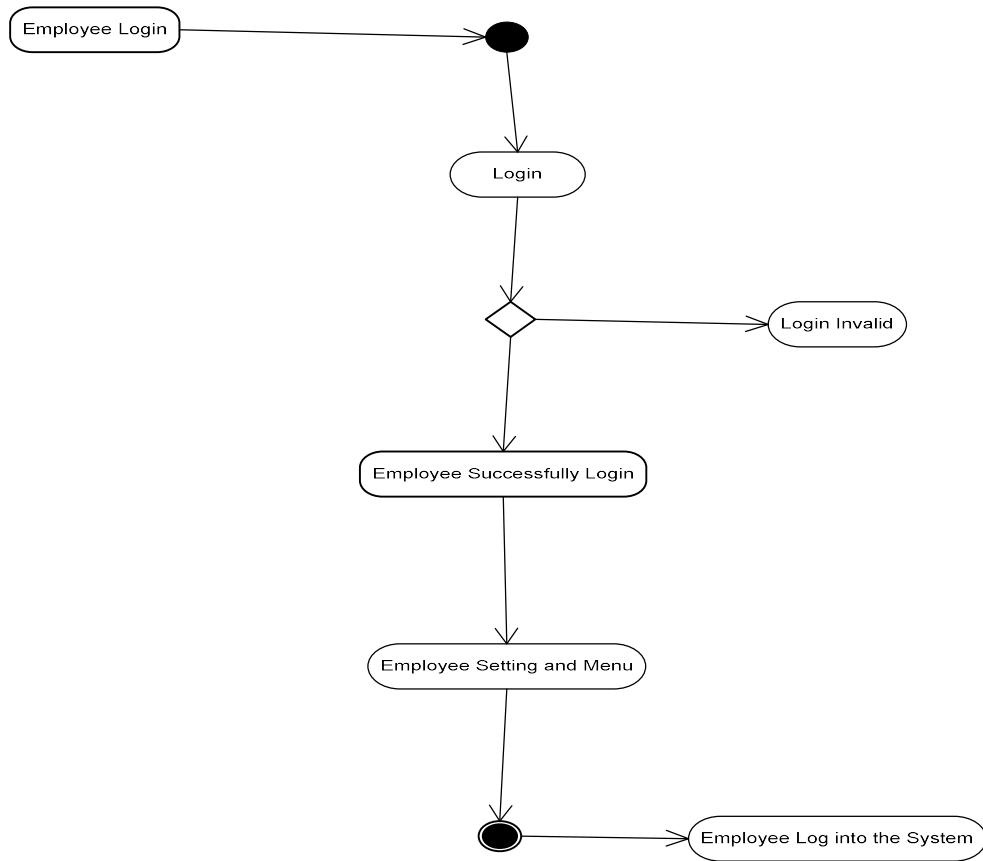 Employee Login
Login
Login Invalid
Employee Successfully Login
Employee Setting and Menu
Employee Log into the System